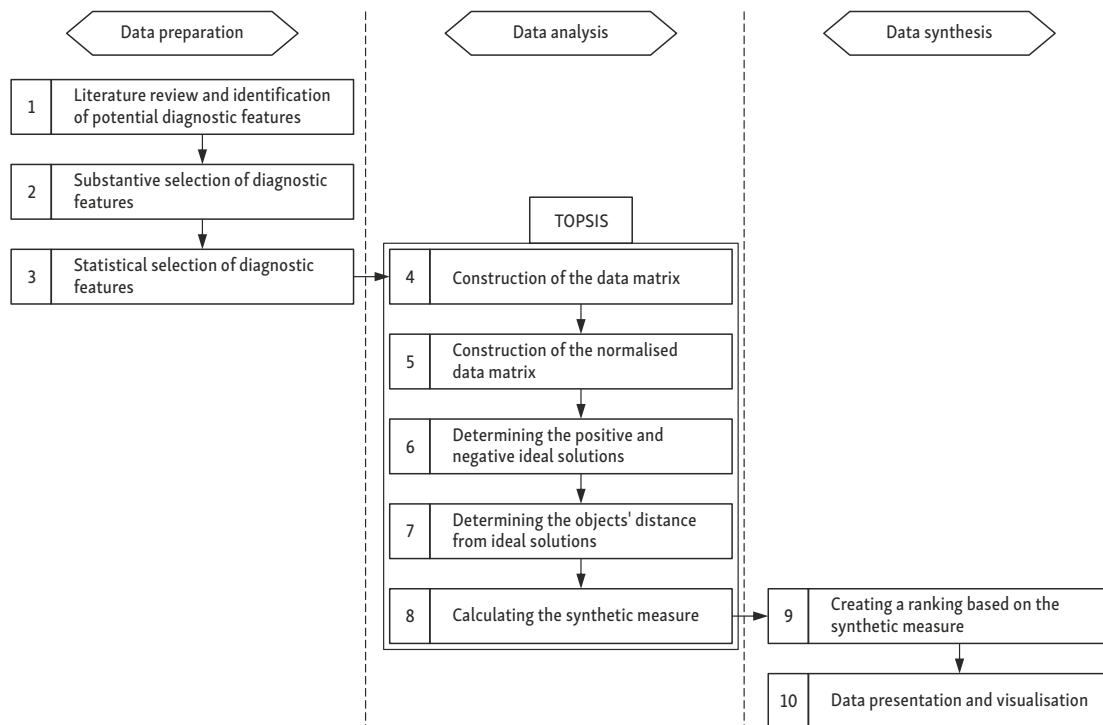 Data preparation
Data analysis
Data synthesis
1
Literature review and identification
of potential diagnostic features
2
Substantive selection of diagnostic
features
3
Statistical selection of diagnostic
features
TOPSIS
4
Construction of the data matrix
5
Construction of the normalised
data matrix
6
Determining the positive and
negative ideal solutions
7
Determining the objects' distance
from ideal solutions
8
Calculating the synthetic measure
9
Creating a ranking based on the
synthetic measure
10
Data presentation and visualisation